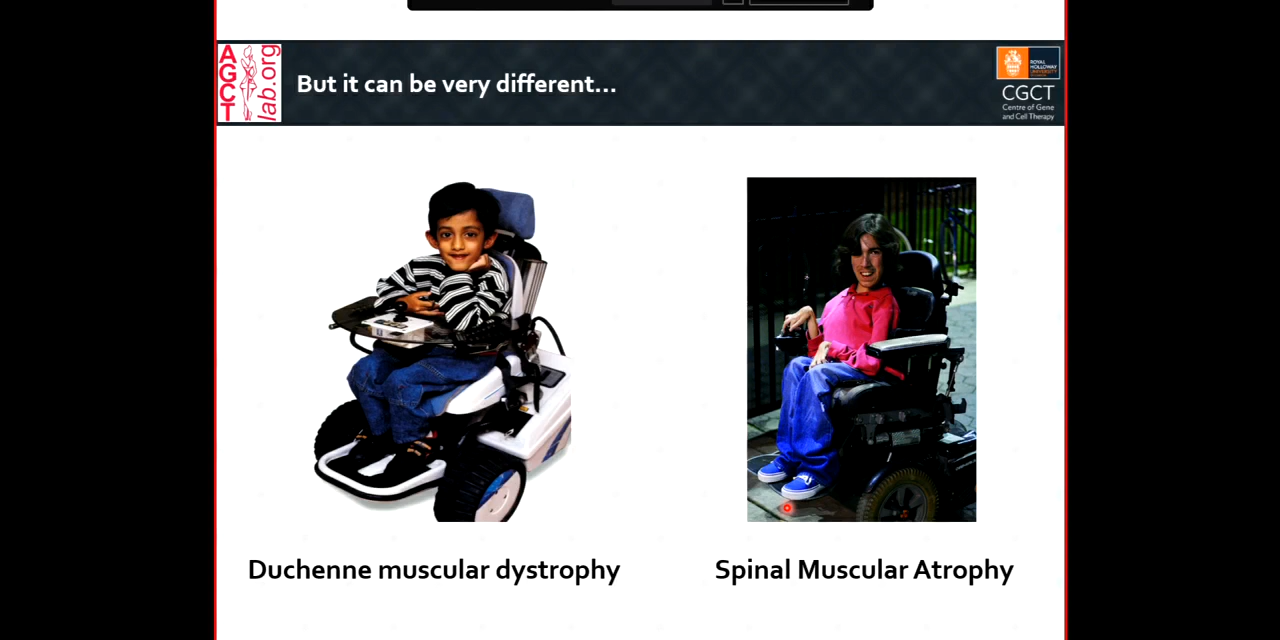 AGCT
lab.org
But it can be very different...
ROYAL
HOLLOWAY
UNIVERSITY
CGCT
Centre of Gene
and Cell Therapy
Duchenne muscular dystrophy
Spinal Muscular Atrophy